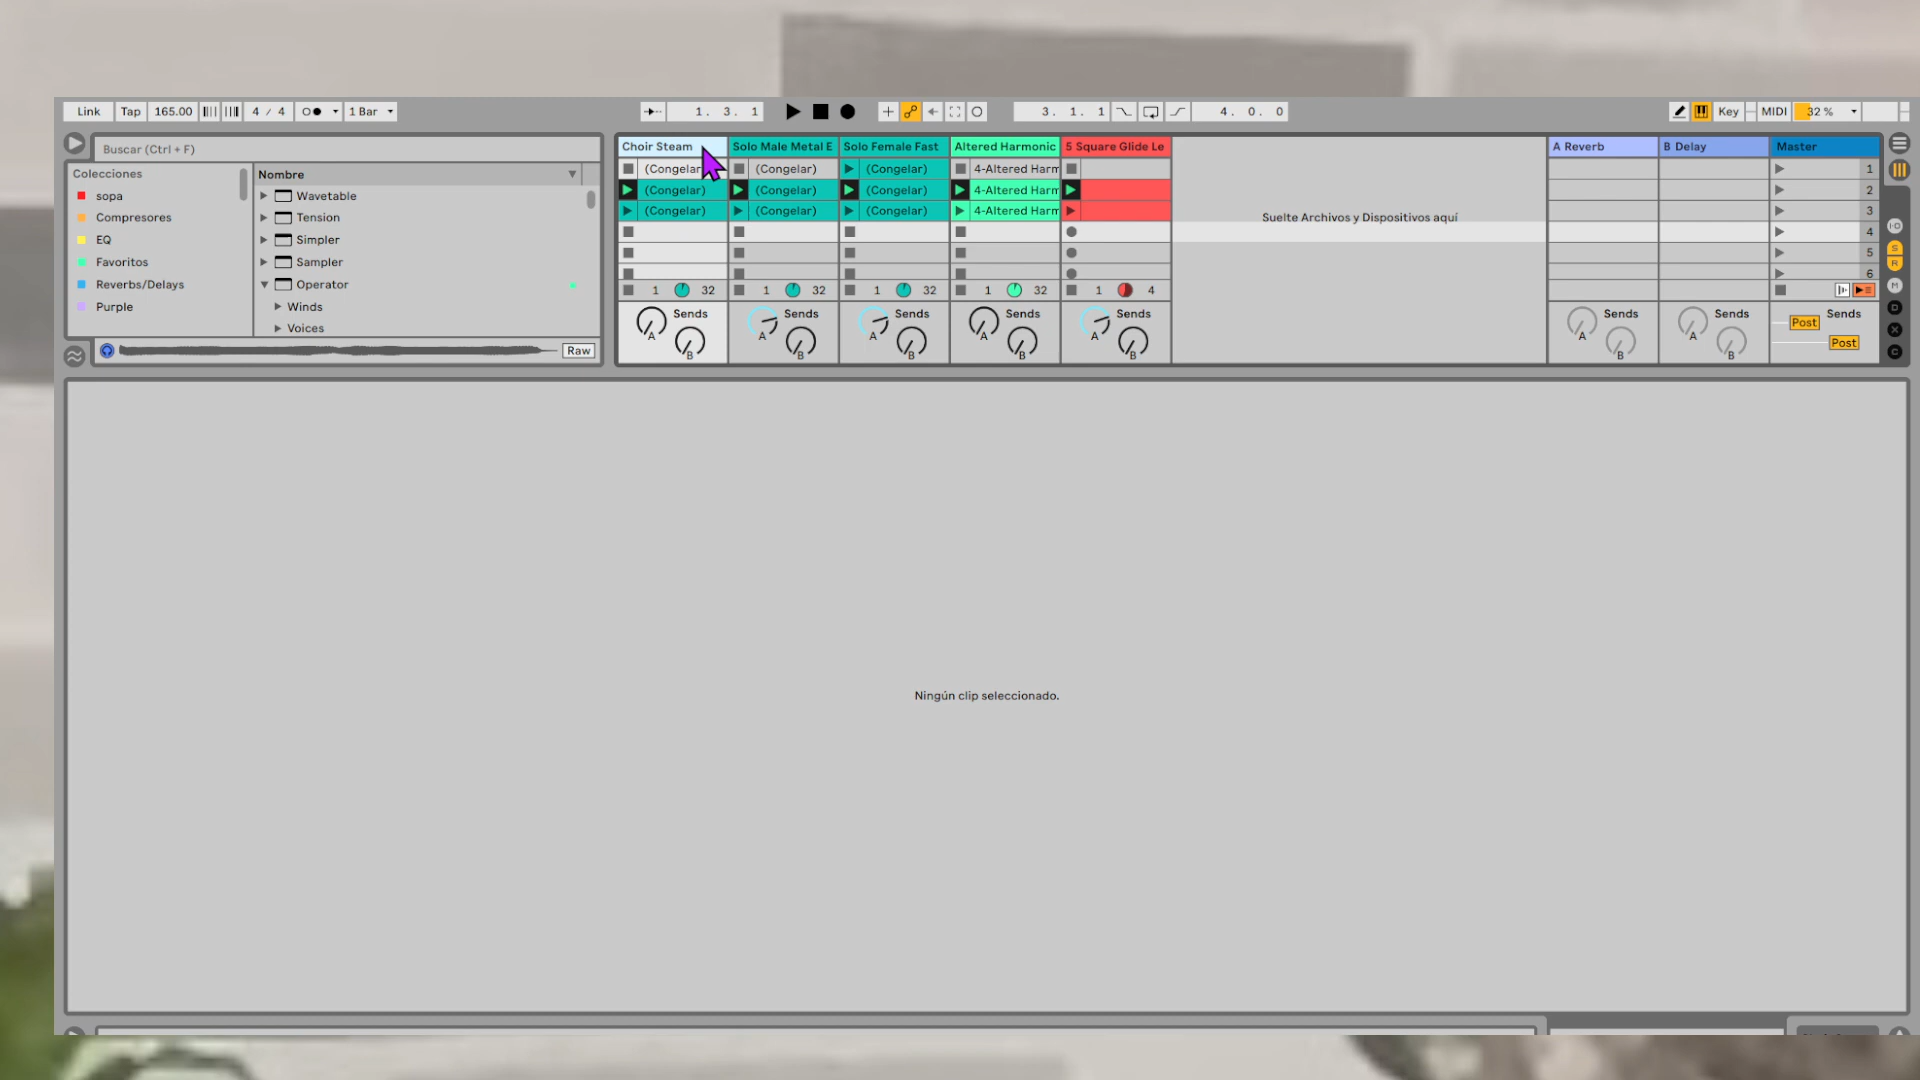 Link Tap 165.00 4 / 4 1 Bar 1. 3. 1 3. 1. 1 4. 0. 0 Key MIDI 32 %
Buscar (Ctrl + F)
Colecciones
sopa
Compresores
EQ
Favoritos
Reverbs/Delays
Purple
Nombre
Wavetable
Tension
Simpler
Sampler
Operator
Winds
Voices
Raw
Choir Steam Solo Male Metal E Solo Female Fast Altered Harmonic 5 Square Glide Le A Reverb B Delay Master
(Congelar (Congelar) (Congelar) 4-Altered Harm 1
(Congelar) (Congelar) (Congelar) 4-Altered Harm 2
(Congelar) (Congelar) (Congelar) 4-Altered Harm 3
Suelte Archivos y Dispositivos aquí
4
5
6
1 32 1 32 1 32 1 32 1 4
Sends Sends Sends Sends Sends Sends Sends Sends
A A A A A A A Post
B B B B B B B Post
I-O
S
R
M
D
X
C
Ningún clip seleccionado.